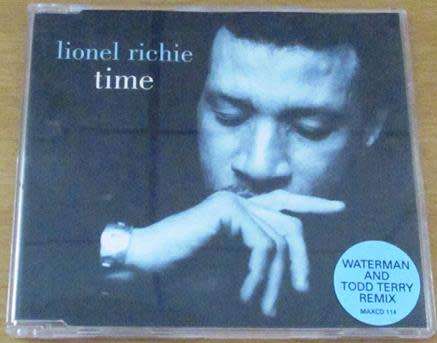 lionel richie
time
WATERMAN
AND
TODD TERRY
REMIX
MAXCD 114